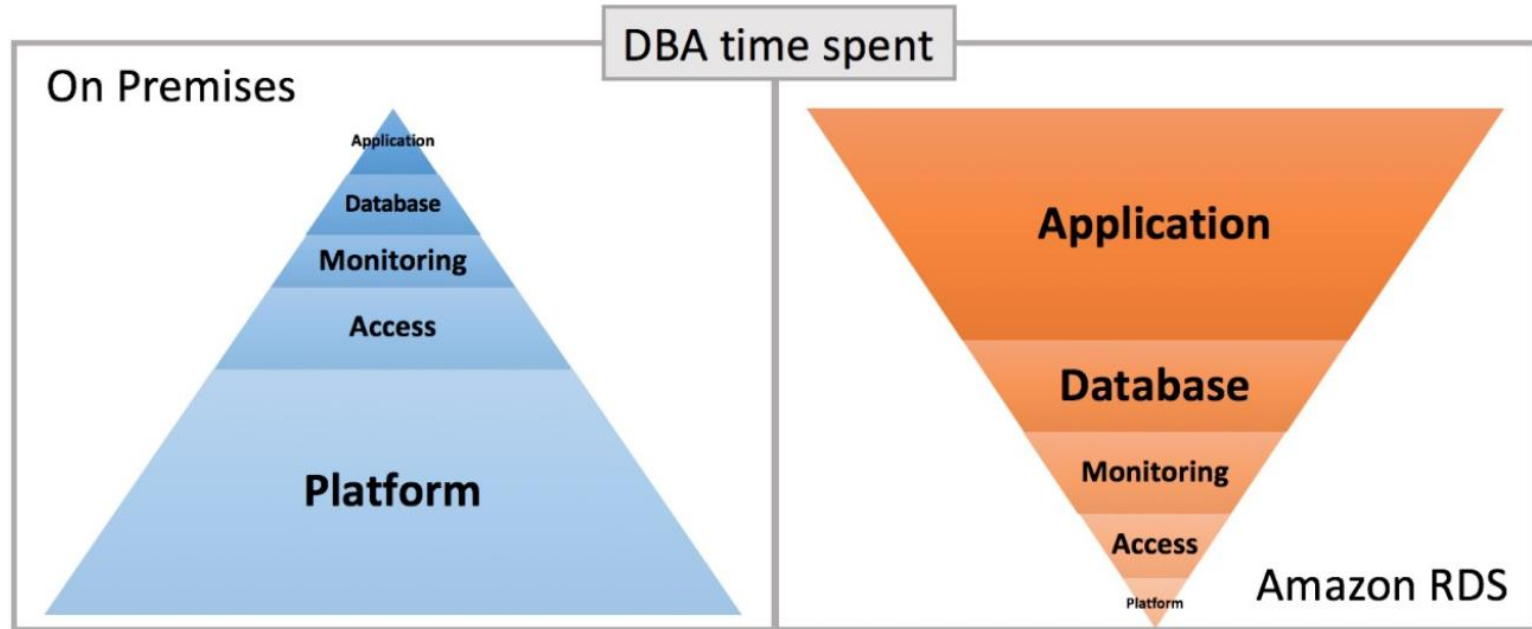 DBA time spent
On Premises
Application
Database
Monitoring
Access
Platform
Application
Database
Monitoring
Access
Platform
Amazon RDS